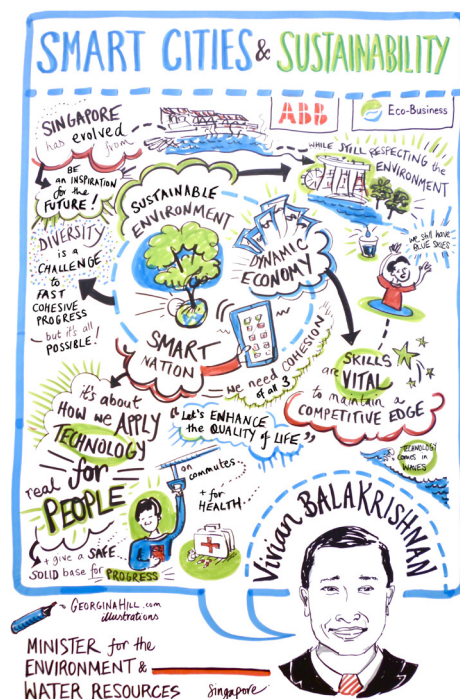 SMART CITIES & SUSTAINABILITY
ABB
Eco-Business
SINGAPORE
has evolved
from
BE
an INSPIRATION
for the
FUTURE!
WHILE STILL RESPECTING the
ENVIRONMENT
SUSTAINABLE
ENVIRONMENT
DYNAMIC
ECONOMY
SMART
NATION
we need COHESION
of all 3
we still have
BLUE SKIES
DIVERSITY
is a
CHALLENGE
to
FAST
COHESIVE
PROGRESS
but it's all
POSSIBLE!
SKILLS
are VITAL
to maintain a
COMPETITIVE EDGE
TECHNOLOGY
comes in
WAVES
it's about
HOW we APPLY
TECHNOLOGY
for
real
PEOPLE
"Let's ENHANCE
the QUALITY of LIFE"
on
commutes..
+ for
HEALTH...
+ give a SAFE...
SOLID base for PROGRESS
Vivian BALAKRISHNAN
GEORGINAHILL.com
illustrations
MINISTER for the
ENVIRONMENT &
WATER RESOURCES
Singapore